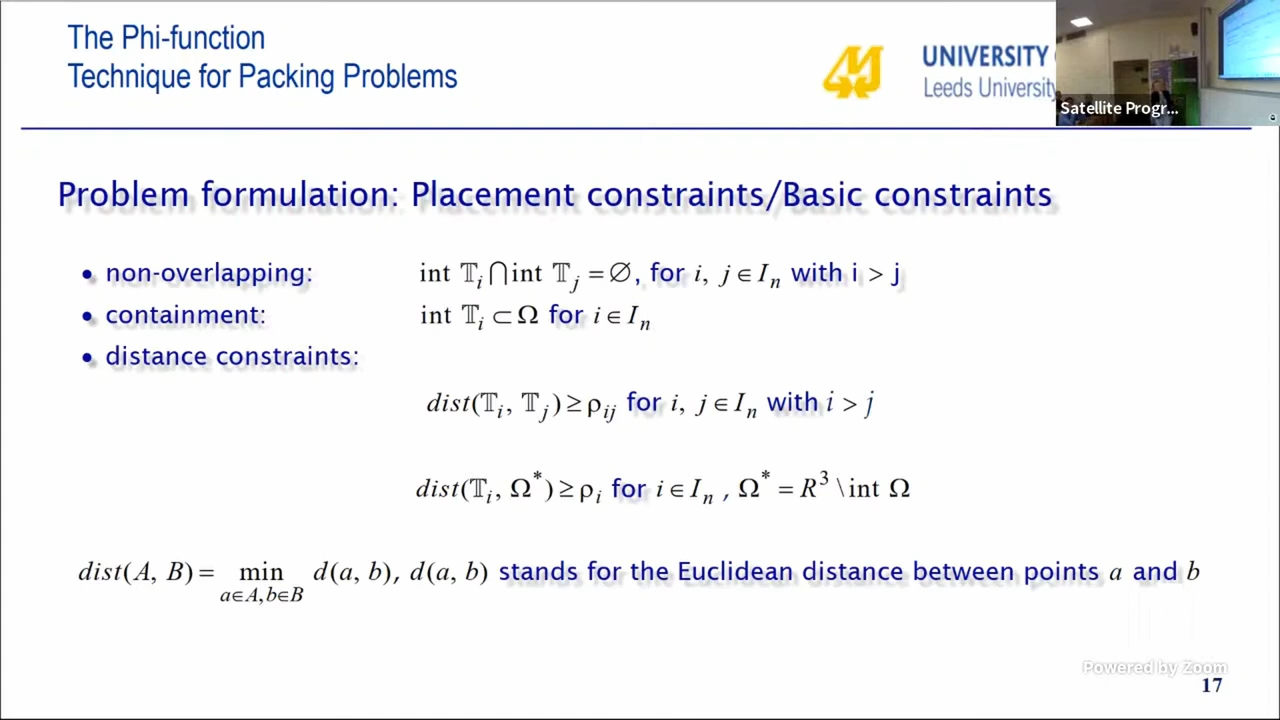 The Phi-function
Technique for Packing Problems
UNIVERSITY
Leeds University
Satellite Progr...
Problem formulation: Placement constraints/Basic constraints
• non-overlapping: int 𝕋ᵢ ⋂ int 𝕋ⱼ = ∅, for i, j ∈ Iₙ with i > j
• containment: int 𝕋ᵢ ⊂ Ω for i ∈ Iₙ
• distance constraints:
dist(𝕋ᵢ, 𝕋ⱼ) ≥ ρᵢⱼ for i, j ∈ Iₙ with i > j
dist(𝕋ᵢ, Ω*) ≥ ρᵢ for i ∈ Iₙ , Ω* = R³ \ int Ω
dist(A, B) = min d(a, b), d(a, b) stands for the Euclidean distance between points a and b
a∈A, b∈B
Powered by Zoom
17